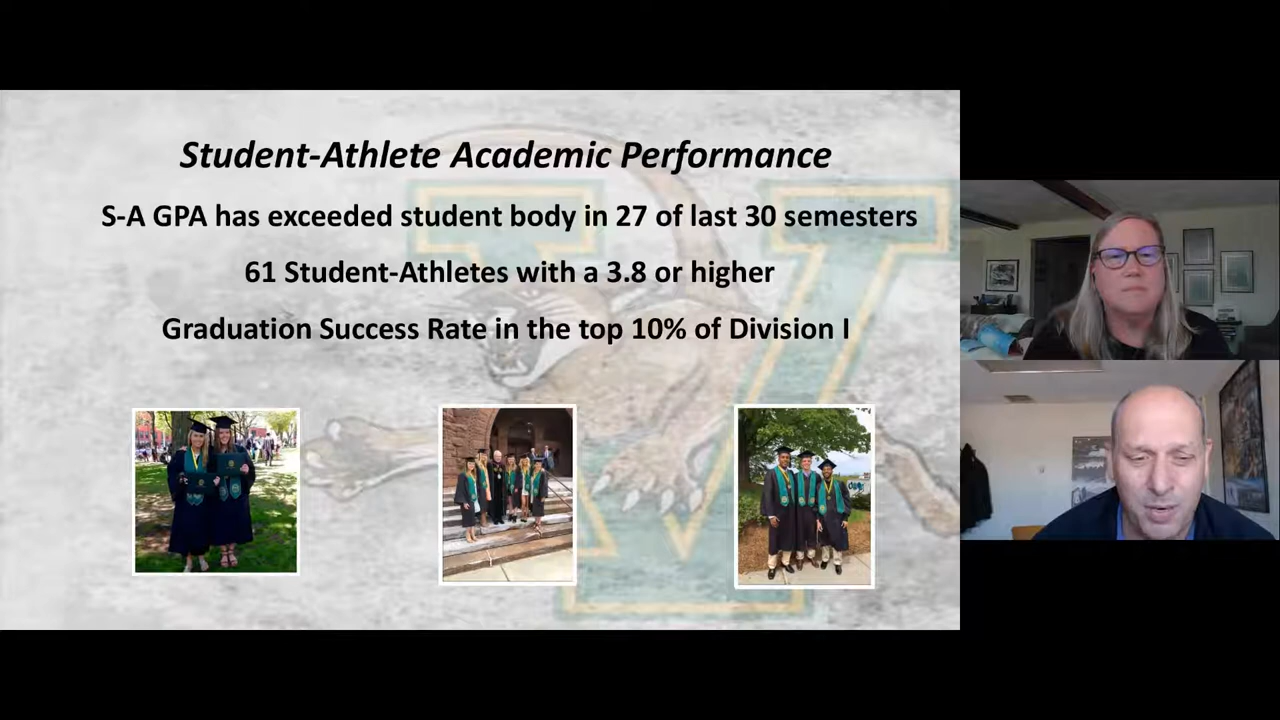 Student-Athlete Academic Performance
S-A GPA has exceeded student body in 27 of last 30 semesters
61 Student-Athletes with a 3.8 or higher
Graduation Success Rate in the top 10% of Division I